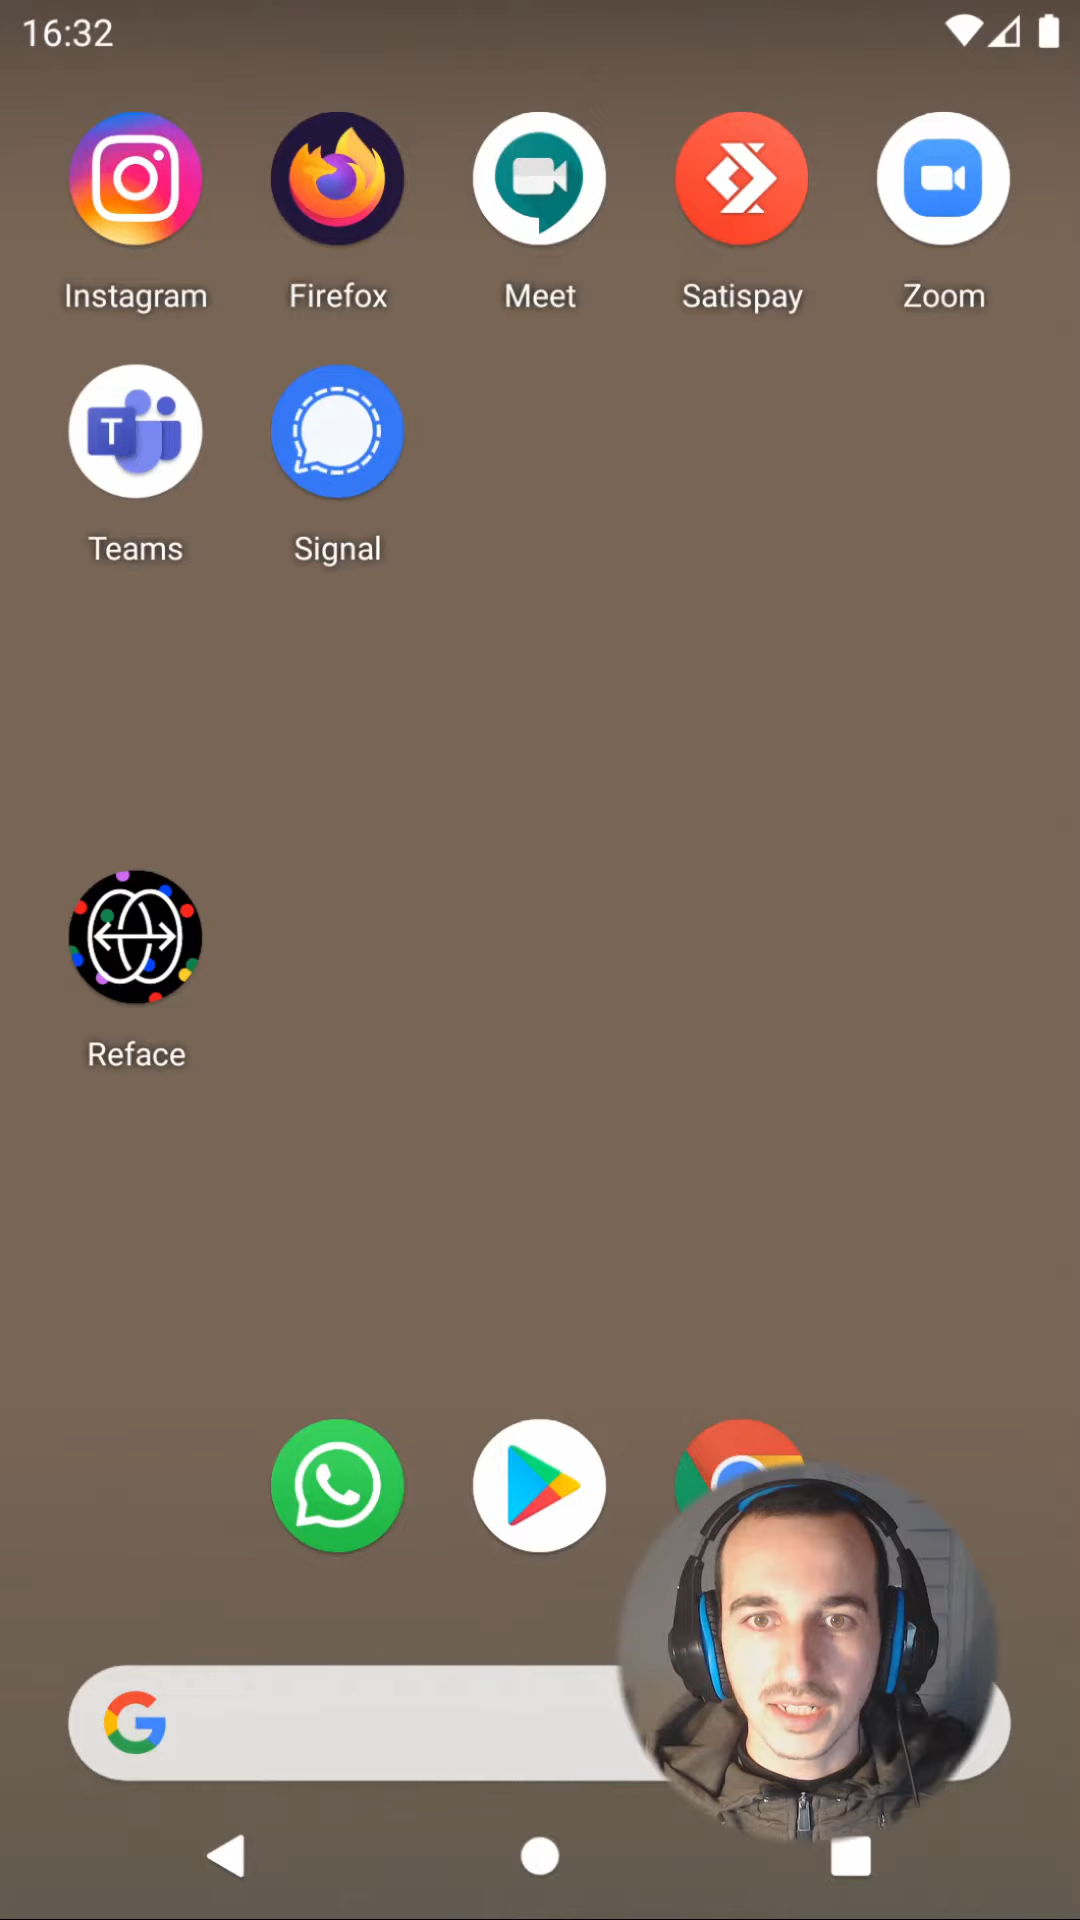 16:32
Instagram Firefox Meet Satispay Zoom
T
Teams Signal
Reface
G